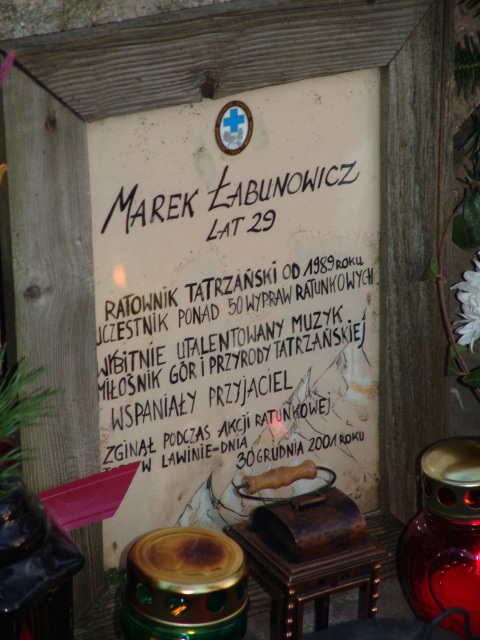 MAREK ŁABUNOWICZ
LAT 29
RATOWNIK TATRZAŃSKI OD 1989 ROKU
UCZESTNIK PONAD 50 WYPRAW RATUNKOWYCH
WYBITNIE UTALENTOWANY MUZYK
MIŁOŚNIK GÓR I PRZYRODY TATRZAŃSKIEJ
WSPANIAŁY PRZYJACIEL
ZGINĄŁ PODCZAS AKCJI RATUNKOWEJ
W LAWINIE-DNIA
30 GRUDNIA 2001 ROKU